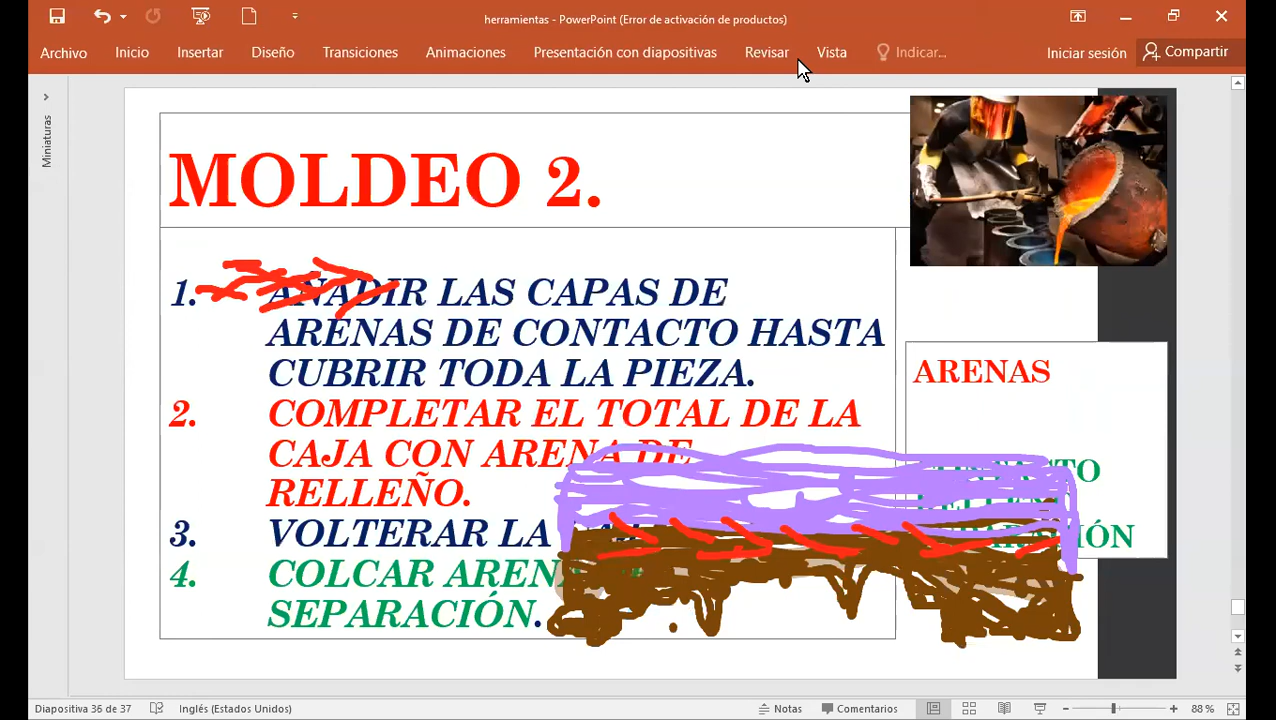 herramientas - PowerPoint (Error de activación de productos)
Archivo Inicio Insertar Diseño Transiciones Animaciones Presentación con diapositivas Revisar Vista Indicar... Iniciar sesión Compartir
Miniaturas
MOLDEO 2.
1. AÑADIR LAS CAPAS DE
ARENAS DE CONTACTO HASTA
CUBRIR TODA LA PIEZA.
2. COMPLETAR EL TOTAL DE LA
CAJA CON ARENA DE
RELLEÑO.
3. VOLTERAR LA
4. COLCAR
SEPARACIÓN.
ARENAS
Diapositiva 36 de 37 Inglés (Estados Unidos) Notas Comentarios 88 %